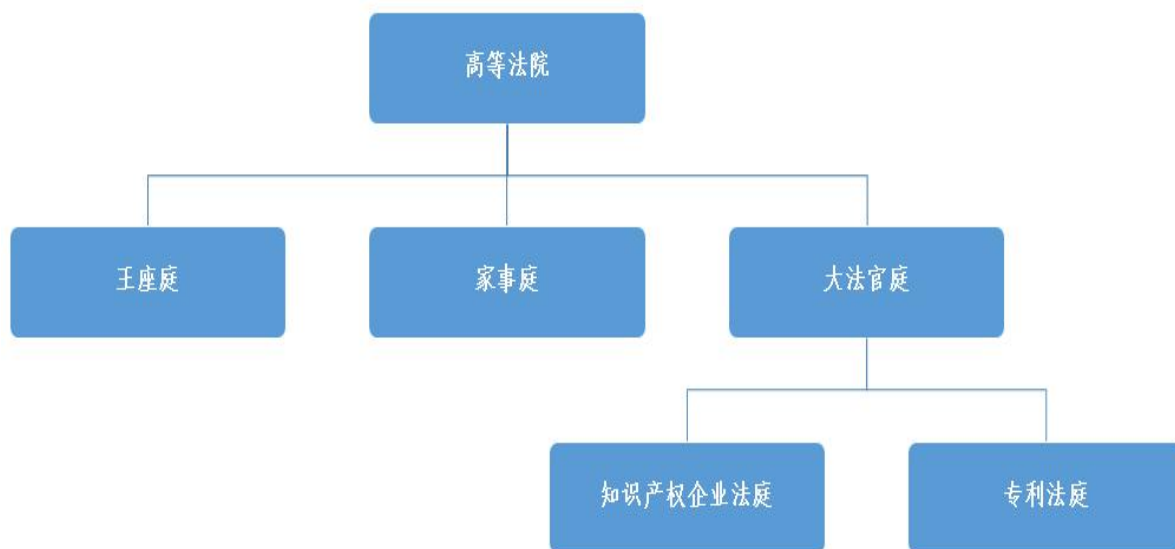 高等法院
王座庭
家事庭
大法官庭
知识产权企业法庭
专利法庭